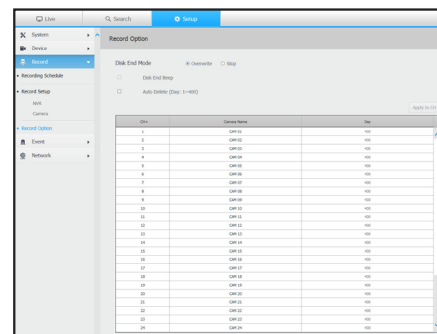 Live
Search
Setup
System
Device
Record
Recording Schedule
Record Setup
NVR
Camera
Record Option
Event
Network
Record Option
Disk End Mode
Overwrite
Stop
Disk End Beep
Auto Delete (Day: 1~400)
Apply to CH
CH Camera Name Day
1 CAM 01 400
2 CAM 02 400
3 CAM 03 400
4 CAM 04 400
5 CAM 05 400
6 CAM 06 400
7 CAM 07 400
8 CAM 08 400
9 CAM 09 400
10 CAM 10 400
11 CAM 11 400
12 CAM 12 400
13 CAM 13 400
14 CAM 14 400
15 CAM 15 400
16 CAM 16 400
17 CAM 17 400
18 CAM 18 400
19 CAM 19 400
20 CAM 20 400
21 CAM 21 400
22 CAM 22 400
23 CAM 23 400
24 CAM 24 400